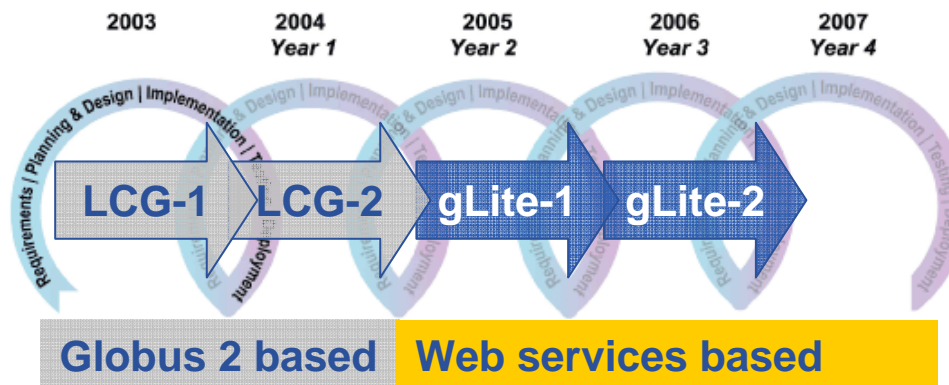 2003 2004 2005 2006 2007
Year 1 Year 2 Year 3 Year 4
Requirements | Planning & Design | Implementation | Testing | Deployment
LCG-1 LCG-2 gLite-1 gLite-2
Globus 2 based Web services based